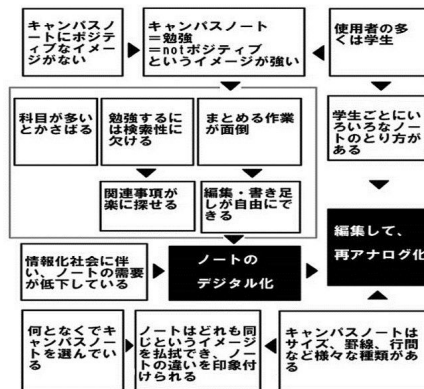 キャンパスノ
ートにポジテ
ィブなイメー
ジがない
キャンパスノート
＝勉強
＝notポジティブ
というイメージが強い
使用者の多
くは学生
科目が多い
とかさばる
勉強するに
は検索性に
欠ける
まとめる作業
が面倒
学生ごとにい
ろいろなノー
トのとり方が
ある
関連事項が
楽に探せる
編集・書き足
しが自由にで
きる
編集して、
再アナログ化
情報化社会に伴
い、ノートの需要
が低下している
ノートの
デジタル化
何となくでキ
ャンパスノー
トを選んでい
る
ノートはどれも同
じというイメージ
を払拭でき、ノー
トの違いを印象付
けられる
キャンパスノートは
サイズ、罫線、行間
など様々な種類があ
る